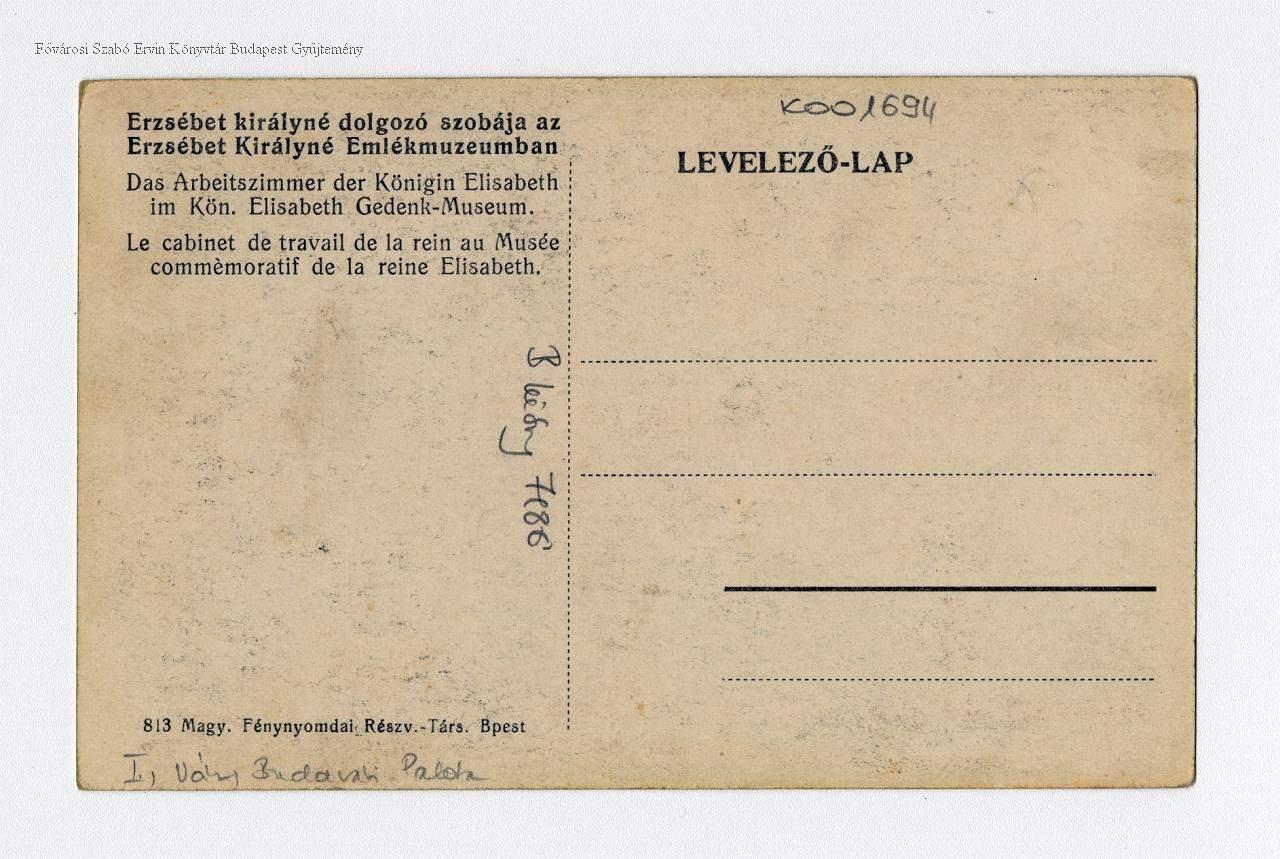 Fővárosi Szabó Ervin Könyvtár Budapest Gyűjtemény
K001694
Erzsébet királyné dolgozó szobája az
Erzsébet Királyné Emlékmuzeumban
Das Arbeitszimmer der Königin Elisabeth
im Kön. Elisabeth Gedenk-Museum.
Le cabinet de travail de la rein au Musée
commèmoratif de la reine Elisabeth.
LEVELEZŐ-LAP
B 7486
813 Magy. Fénynyomdai Részv.-Társ. Bpest
I, Budavári Palota